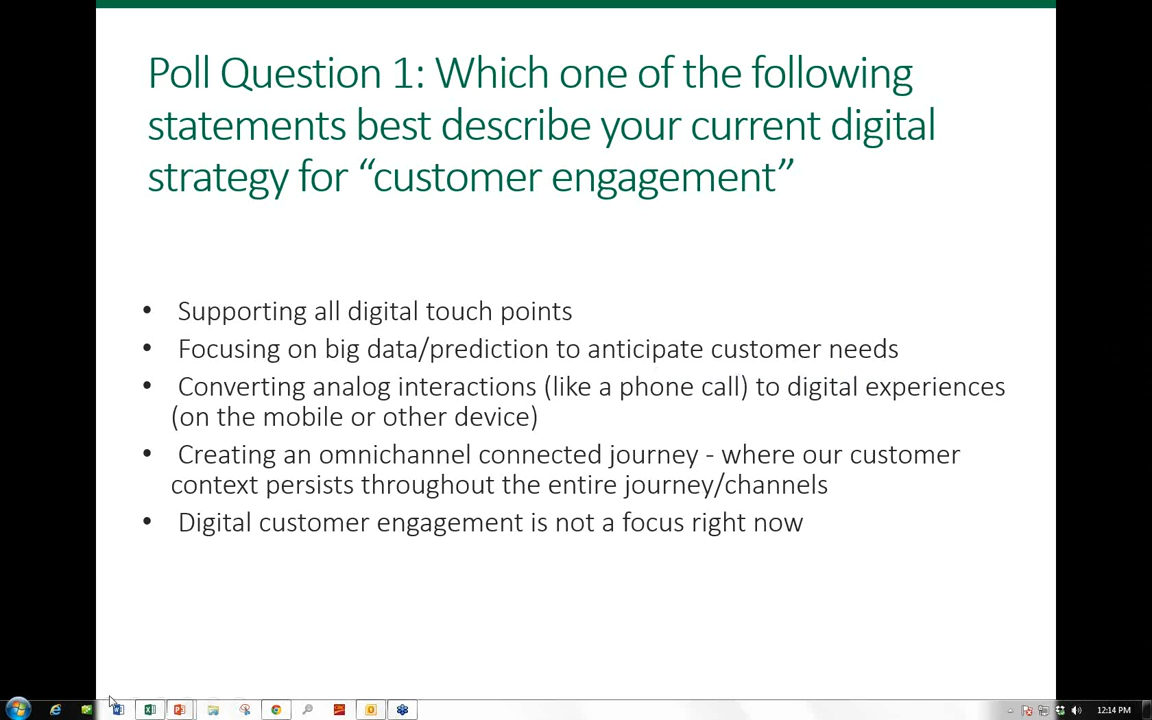 Poll Question 1: Which one of the following
statements best describe your current digital
strategy for “customer engagement”
• Supporting all digital touch points
• Focusing on big data/prediction to anticipate customer needs
• Converting analog interactions (like a phone call) to digital experiences
(on the mobile or other device)
• Creating an omnichannel connected journey - where our customer
context persists throughout the entire journey/channels
• Digital customer engagement is not a focus right now
12:14 PM